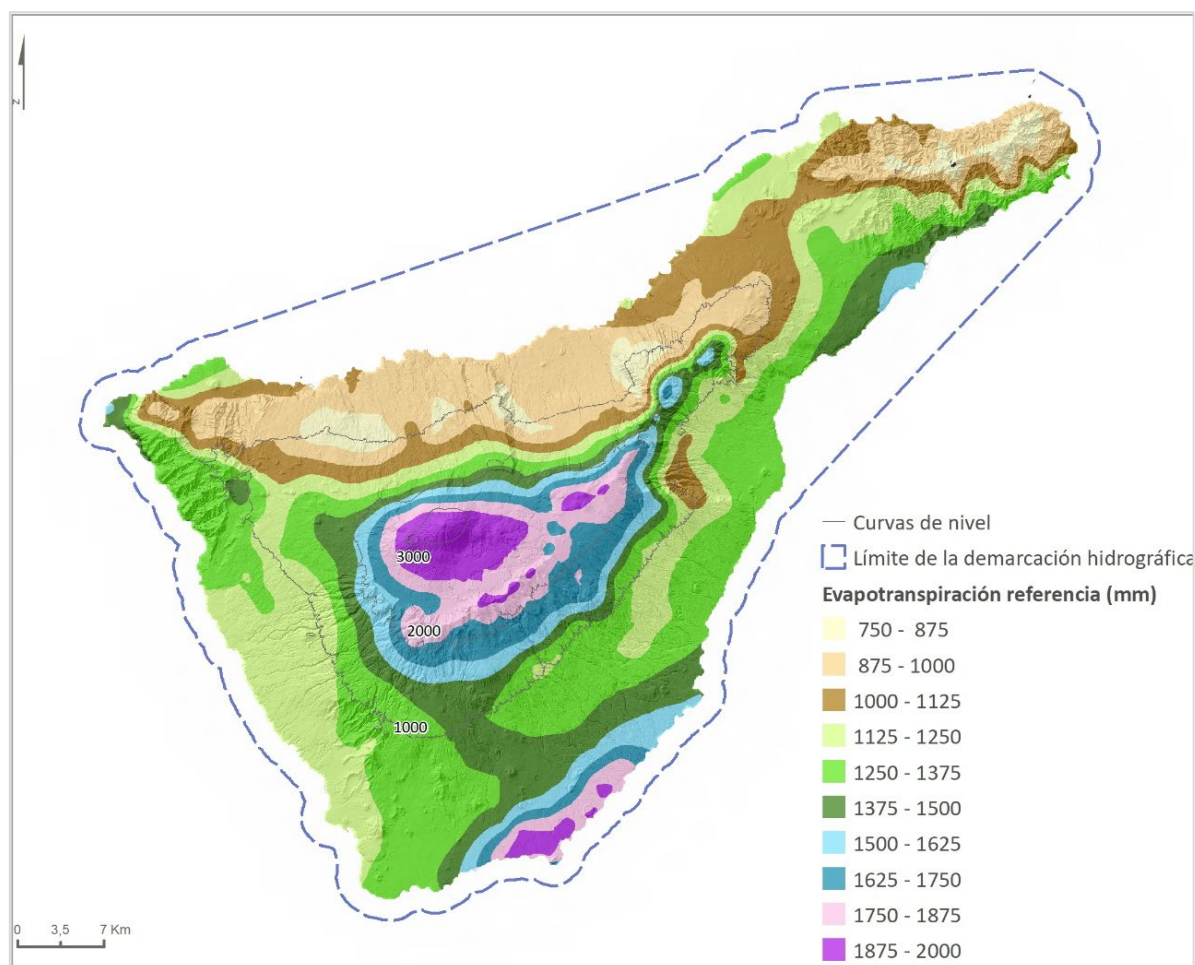 N
3000
2000
1000
Curvas de nivel
Límite de la demarcación hidrográfica
Evapotranspiración referencia (mm)
750 - 875
875 - 1000
1000 - 1125
1125 - 1250
1250 - 1375
1375 - 1500
1500 - 1625
1625 - 1750
1750 - 1875
1875 - 2000
0 3,5 7 Km